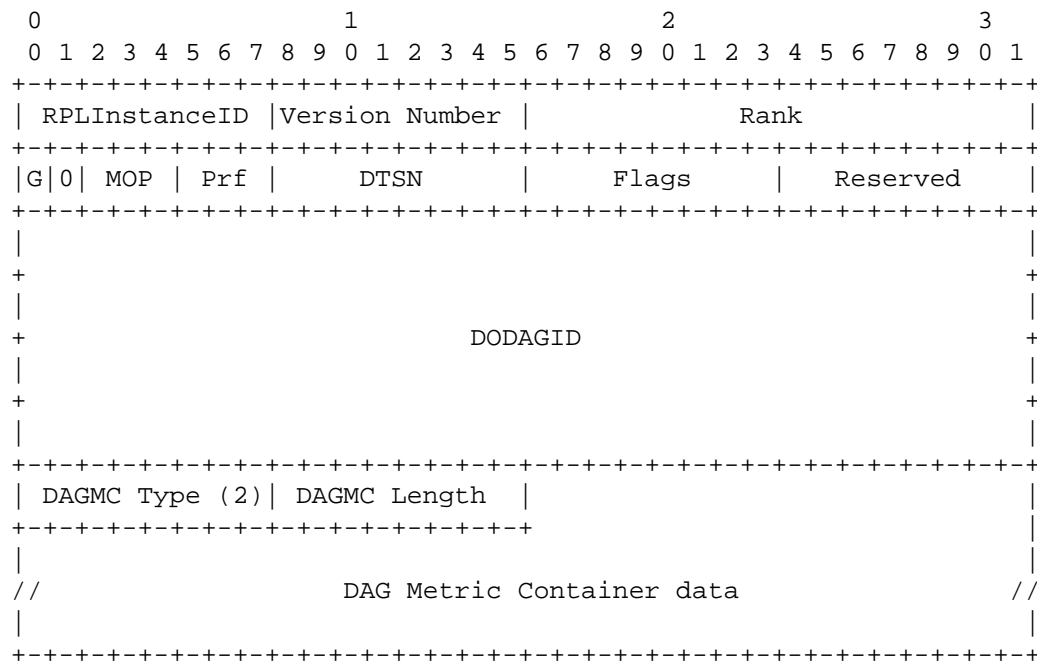 0                   1                   2                   3
 0 1 2 3 4 5 6 7 8 9 0 1 2 3 4 5 6 7 8 9 0 1 2 3 4 5 6 7 8 9 0 1
+-+-+-+-+-+-+-+-+-+-+-+-+-+-+-+-+-+-+-+-+-+-+-+-+-+-+-+-+-+-+-+-+
| RPLInstanceID |Version Number |             Rank              |
+-+-+-+-+-+-+-+-+-+-+-+-+-+-+-+-+-+-+-+-+-+-+-+-+-+-+-+-+-+-+-+-+
|G|0| MOP | Prf |     DTSN      |     Flags     |   Reserved    |
+-+-+-+-+-+-+-+-+-+-+-+-+-+-+-+-+-+-+-+-+-+-+-+-+-+-+-+-+-+-+-+-+
|                                                               |
+                                                               +
|                                                               |
+                            DODAGID                            +
|                                                               |
+                                                               +
|                                                               |
+-+-+-+-+-+-+-+-+-+-+-+-+-+-+-+-+-+-+-+-+-+-+-+-+-+-+-+-+-+-+-+-+
| DAGMC Type (2)| DAGMC Length  |                               |
+-+-+-+-+-+-+-+-+-+-+-+-+-+-+-+-+                               |
|                                                               |
//                   DAG Metric Container data                 //
|                                                               |
+-+-+-+-+-+-+-+-+-+-+-+-+-+-+-+-+-+-+-+-+-+-+-+-+-+-+-+-+-+-+-+-+